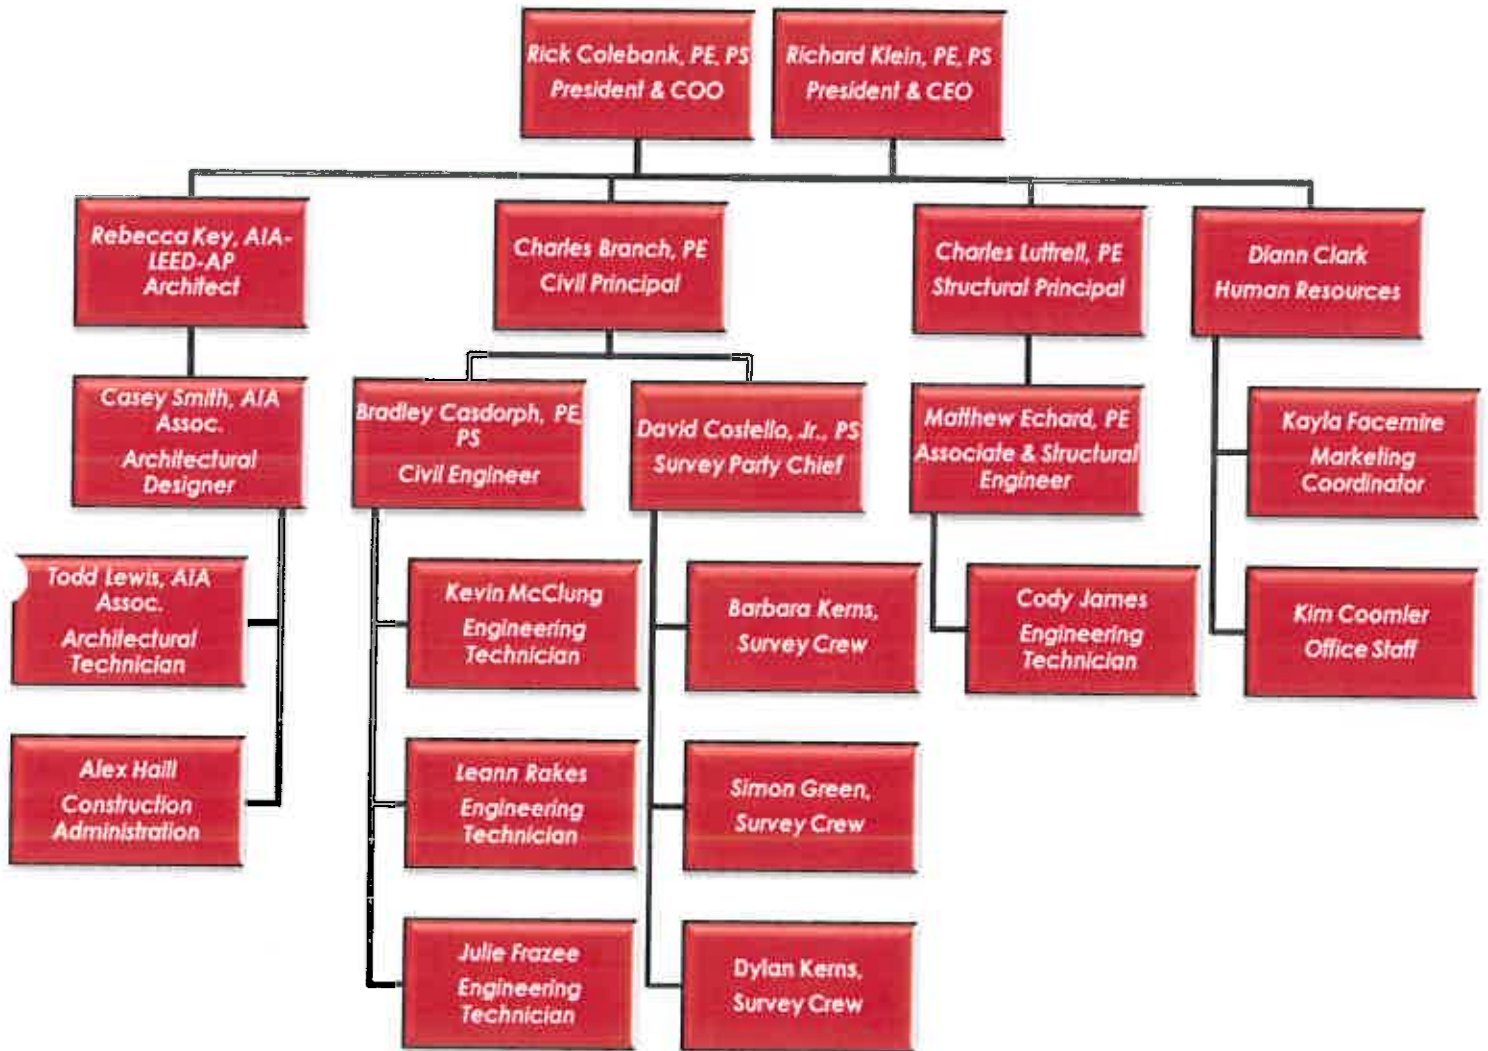 Rick Colebank, PE, PS
President & COO
Richard Klein, PE, PS
President & CEO
Rebecca Key, AIA-
LEED-AP
Architect
Charles Branch, PE
Civil Principal
Charles Luttrell, PE
Structural Principal
Diann Clark
Human Resources
Casey Smith, AIA
Assoc.
Architectural
Designer
Bradley Casdorph, PE,
PS
Civil Engineer
David Costello, Jr., PS
Survey Party Chief
Matthew Echard, PE
Associate & Structural
Engineer
Kayla Facemire
Marketing
Coordinator
Todd Lewis, AIA
Assoc.
Architectural
Technician
Kevin McClung
Engineering
Technician
Barbara Kerns,
Survey Crew
Cody James
Engineering
Technician
Kim Coomler
Office Staff
Alex Haill
Construction
Administration
Leann Rakes
Engineering
Technician
Simon Green,
Survey Crew
Julie Frazee
Engineering
Technician
Dylan Kerns,
Survey Crew